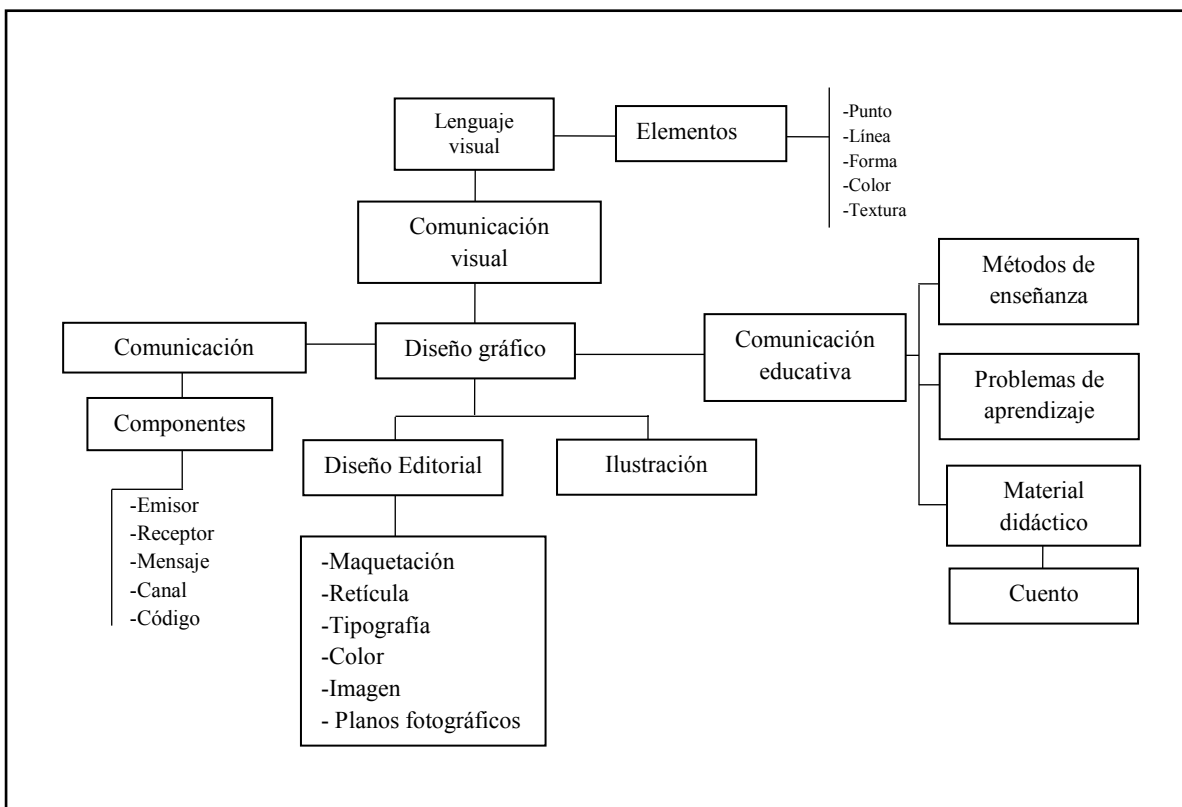 Lenguaje
visual
Elementos
-Punto
-Línea
-Forma
-Color
-Textura
Comunicación
visual
Métodos de
enseñanza
Comunicación
Diseño gráfico
Comunicación
educativa
Problemas de
aprendizaje
Componentes
Diseño Editorial
Ilustración
Material
didáctico
-Emisor
-Receptor
-Mensaje
-Canal
-Código
-Maquetación
-Retícula
-Tipografía
-Color
-Imagen
- Planos fotográficos
Cuento